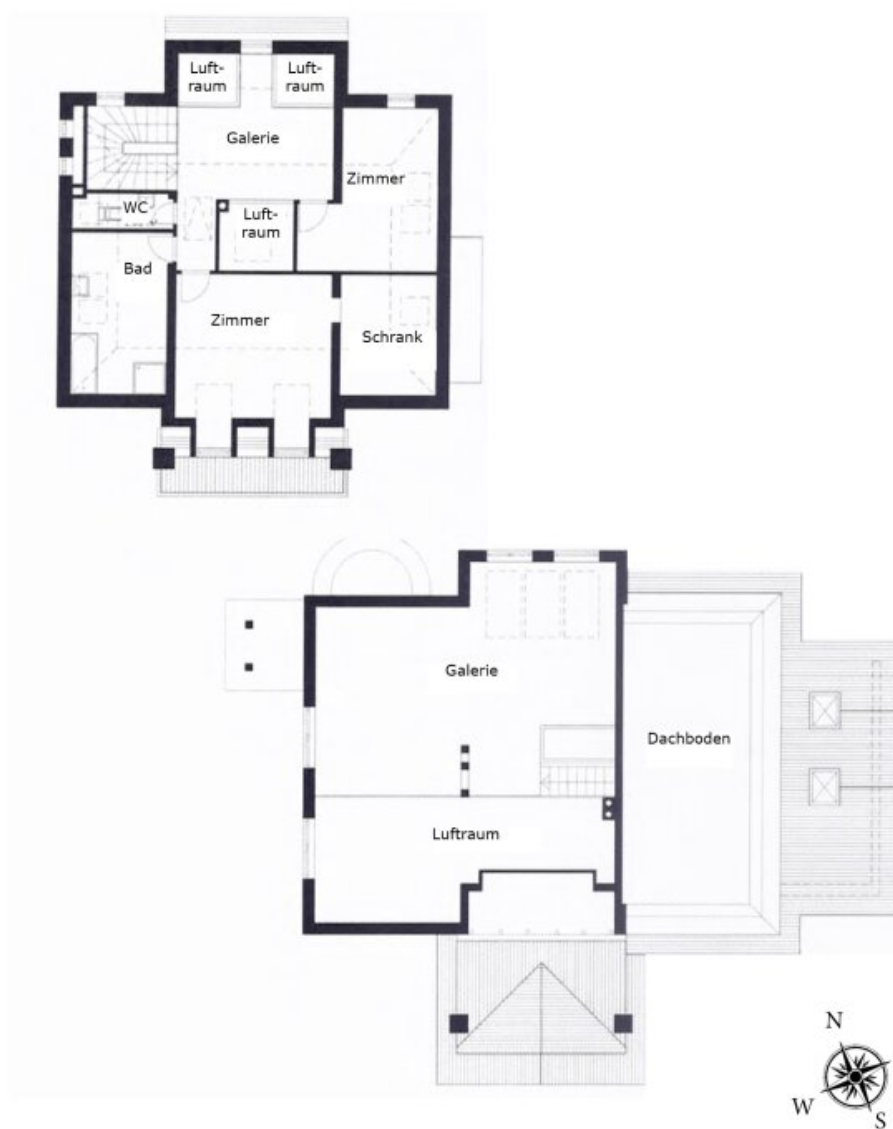 Luft-
raum
Luft-
raum
Galerie
Zimmer
WC
Luft-
raum
Bad
Zimmer
Schrank
Galerie
Dachboden
Luftraum
N
W
S